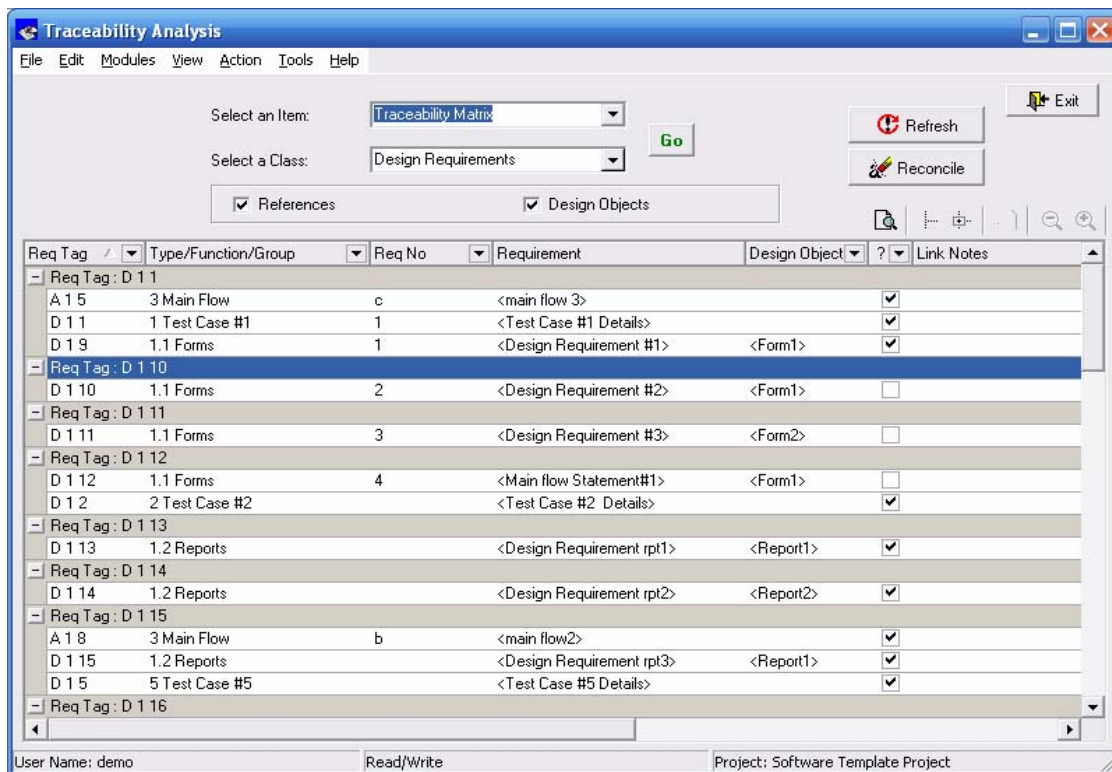 Traceability Analysis
File Edit Modules View Action Tools Help
Select an Item: Traceability Matrix
Exit
Refresh
Go
Select a Class: Design Requirements
Reconcile
References Design Objects
Req Tag Type/Function/Group Req No Requirement Design Object ? Link Notes
Req Tag : D 1 1
A 1 5 3 Main Flow c <main flow 3>
D 1 1 1 Test Case #1 1 <Test Case #1 Details>
D 1 9 1.1 Forms 1 <Design Requirement #1> <Form1>
Req Tag : D 1 10
D 1 10 1.1 Forms 2 <Design Requirement #2> <Form1>
Req Tag : D 1 11
D 1 11 1.1 Forms 3 <Design Requirement #3> <Form2>
Req Tag : D 1 12
D 1 12 1.1 Forms 4 <Main flow Statement#1> <Form1>
D 1 2 2 Test Case #2 <Test Case #2 Details>
Req Tag : D 1 13
D 1 13 1.2 Reports <Design Requirement rpt1> <Report1>
Req Tag : D 1 14
D 1 14 1.2 Reports <Design Requirement rpt2> <Report2>
Req Tag : D 1 15
A 1 8 3 Main Flow b <main flow2>
D 1 15 1.2 Reports <Design Requirement rpt3> <Report1>
D 1 5 5 Test Case #5 <Test Case #5 Details>
Req Tag : D 1 16
User Name: demo Read/Write Project: Software Template Project